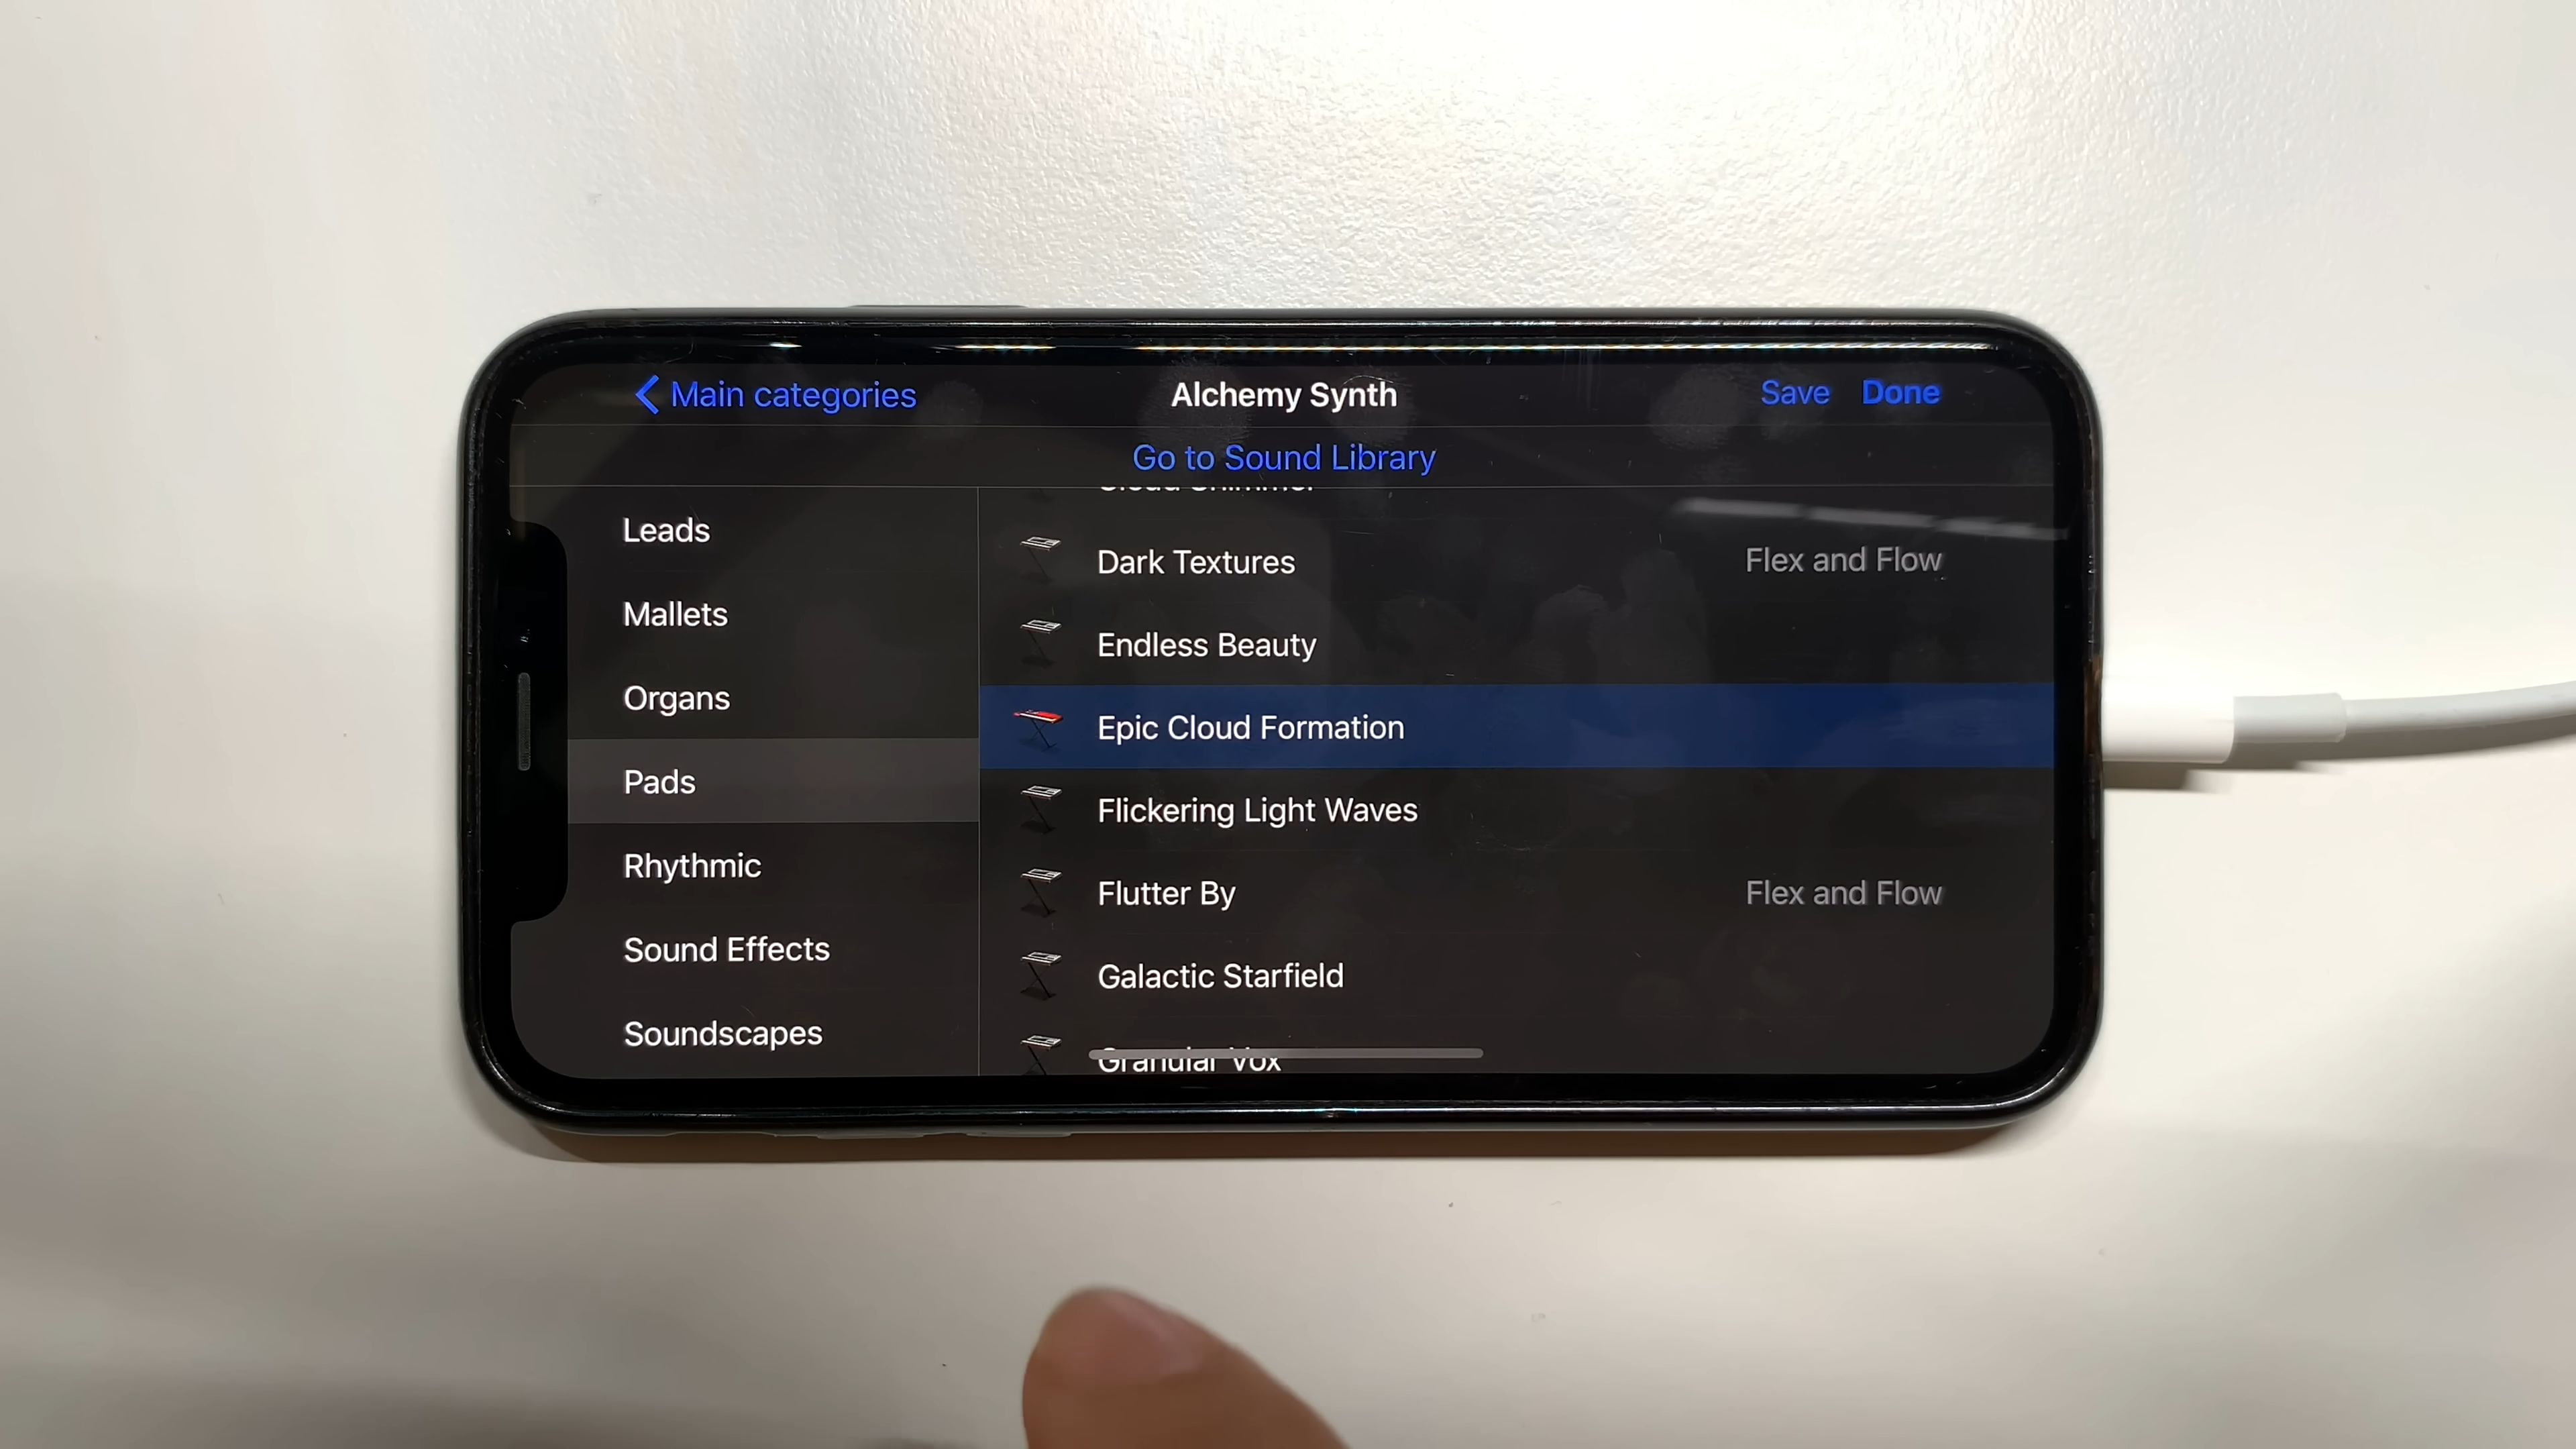 Main categories
Alchemy Synth
Save
Done
Go to Sound Library
Leads
Mallets
Organs
Pads
Rhythmic
Sound Effects
Soundscapes
Dark Textures
Flex and Flow
Endless Beauty
Epic Cloud Formation
Flickering Light Waves
Flutter By
Flex and Flow
Galactic Starfield
Granular Vox